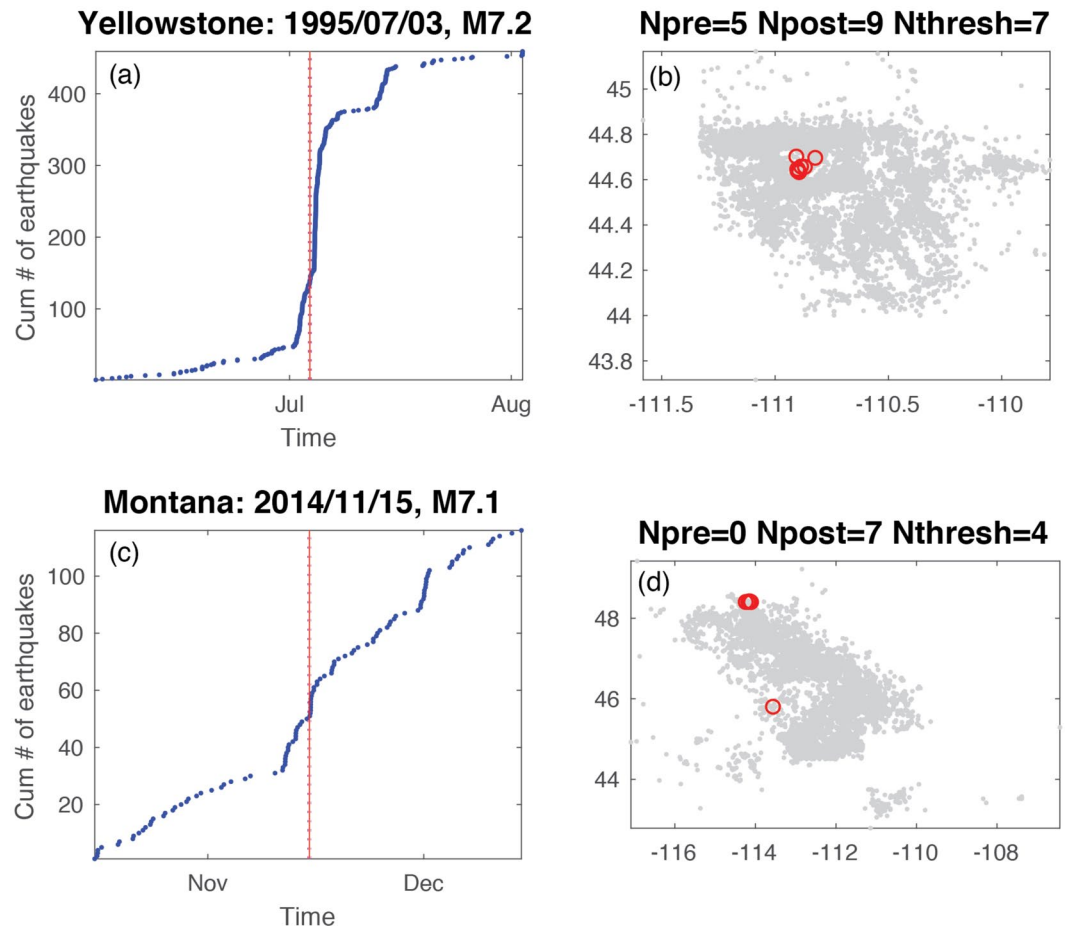 Yellowstone: 1995/07/03, M7.2
(a)
Cum # of earthquakes
400
300
200
100
Jul
Aug
Time
Npre=5 Npost=9 Nthresh=7
(b)
45
44.8
44.6
44.4
44.2
44
43.8
-111.5
-111
-110.5
-110
Montana: 2014/11/15, M7.1
(c)
Cum # of earthquakes
100
80
60
40
20
Nov
Dec
Time
Npre=0 Npost=7 Nthresh=4
(d)
48
46
44
-116
-114
-112
-110
-108